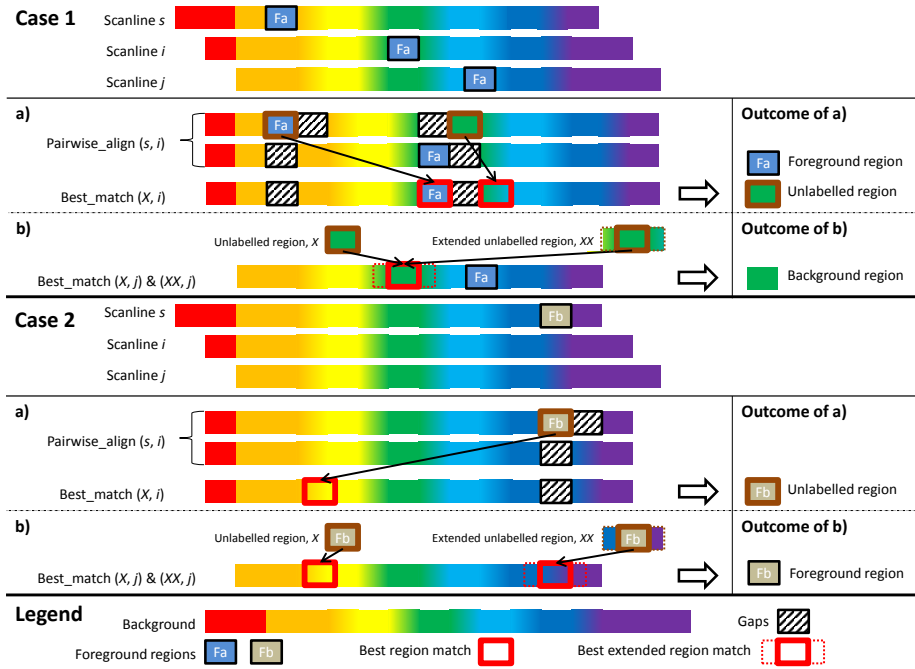 Case 1
Scanline s
Fa
Scanline i
Fa
Scanline j
Fa
a)
Outcome of a)
Pairwise_align (s, i)
Fa
Fa
Fa Foreground region
Best_match (X, i)
Fa
Unlabelled region
b)
Unlabelled region, X
Extended unlabelled region, XX
Outcome of b)
Best_match (X, j) & (XX, j)
Fa
Background region
Case 2
Scanline s
Fb
Scanline i
Scanline j
a)
Outcome of a)
Pairwise_align (s, i)
Fb
Best_match (X, i)
Fb Unlabelled region
b)
Unlabelled region, X
Fb
Extended unlabelled region, XX
Fb
Outcome of b)
Best_match (X, j) & (XX, j)
Fb Foreground region
Legend
Background
Gaps
Foreground regions
Fa
Fb
Best region match
Best extended region match